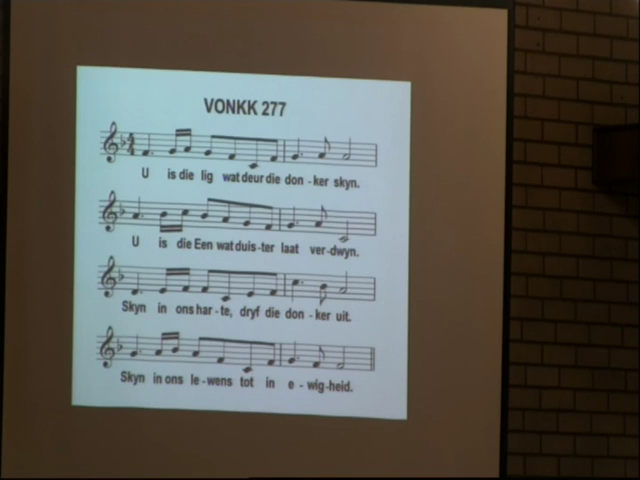 VONKK 277
U is die lig wat deur die don - ker skyn.
U is die Een wat duis - ter laat ver - dwyn.
Skyn in ons har - te, dryf die don - ker uit.
Skyn in ons le - wens tot in e - wig - heid.